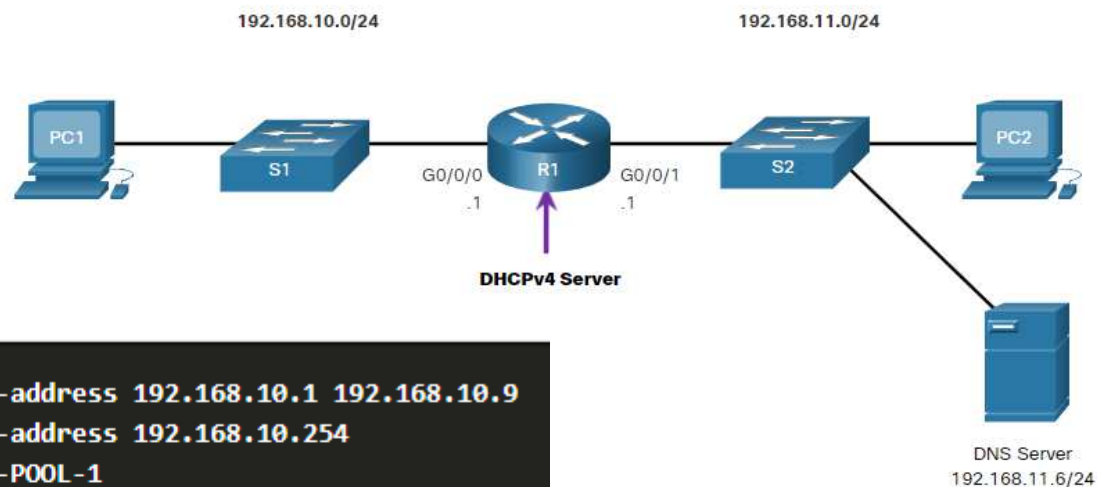 192.168.10.0/24
192.168.11.0/24
PC1
S1
G0/0/0
.1
R1
G0/0/1
.1
S2
PC2
DHCPv4 Server
-address 192.168.10.1 192.168.10.9
-address 192.168.10.254
-POOL-1
DNS Server
192.168.11.6/24